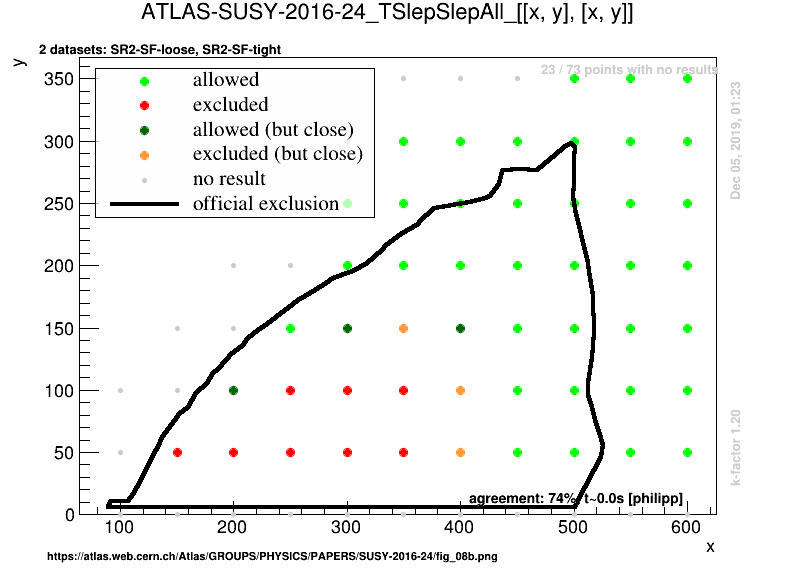 ATLAS-SUSY-2016-24_TSlepSlepAll_[[x, y], [x, y]]
2 datasets: SR2-SF-loose, SR2-SF-tight
y
23 / 73 points with no results
allowed
excluded
allowed (but close)
excluded (but close)
no result
official exclusion
350
300
250
200
150
100
50
0
100 200 300 400 500 600
x
Dec 05, 2019, 01:23
k-factor 1.20
agreement: 74%, t~0.0s [philipp]
https://atlas.web.cern.ch/Atlas/GROUPS/PHYSICS/PAPERS/SUSY-2016-24/fig_08b.png